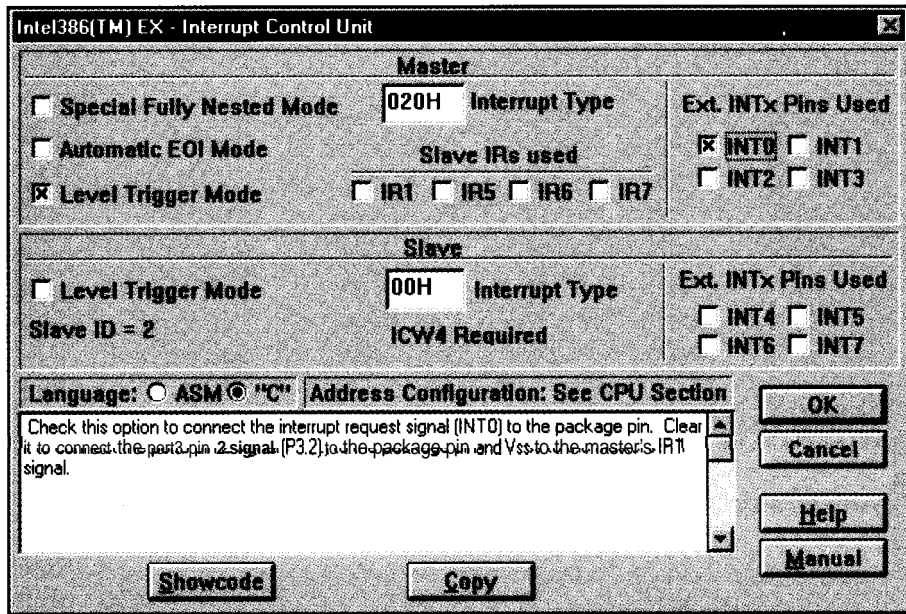 Intel386(TM) EX - Interrupt Control Unit
Master
Special Fully Nested Mode
020H Interrupt Type
Ext. INTx Pins Used
Automatic EOI Mode
Slave IRs used
INT0 INT1
Level Trigger Mode
IR1 IR5 IR6 IR7
INT2 INT3
Slave
Level Trigger Mode
00H Interrupt Type
Ext. INTx Pins Used
Slave ID = 2
ICW4 Required
INT4 INT5
INT6 INT7
Language: ASM "C" Address Configuration: See CPU Section
OK
Check this option to connect the interrupt request signal (INT0) to the package pin. Clear
it to connect the port3 pin 2 signal (P3.2) to the package pin and Vss to the master's IR1
signal.
Cancel
Help
Manual
Showcode Copy